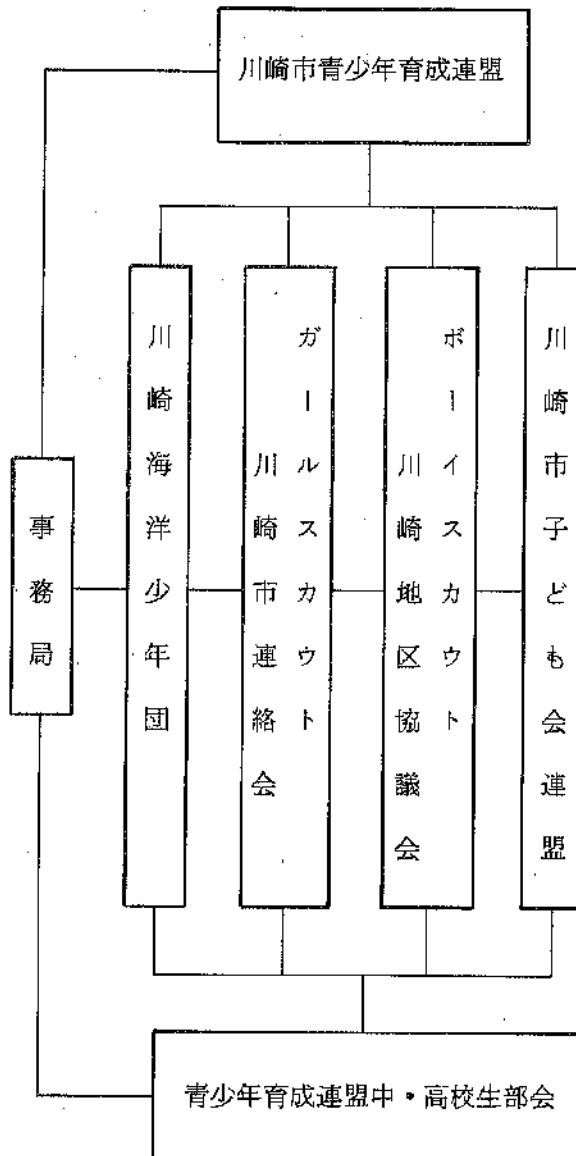 川崎市青少年育成連盟
川崎市子ども会連盟
ボーイスカウト
川崎地区協議会
ガールスカウト
川崎市連絡会
川崎海洋少年団
事務局
青少年育成連盟中・高校生部会